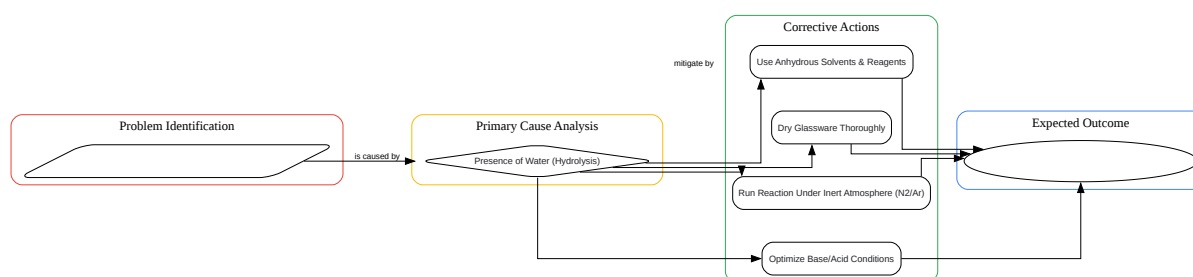 Problem Identification
is caused by
Primary Cause Analysis
Presence of Water (Hydrolysis)
mitigate by
Corrective Actions
Use Anhydrous Solvents & Reagents
Dry Glassware Thoroughly
Run Reaction Under Inert Atmosphere (N2/Ar)
Optimize Base/Acid Conditions
Expected Outcome